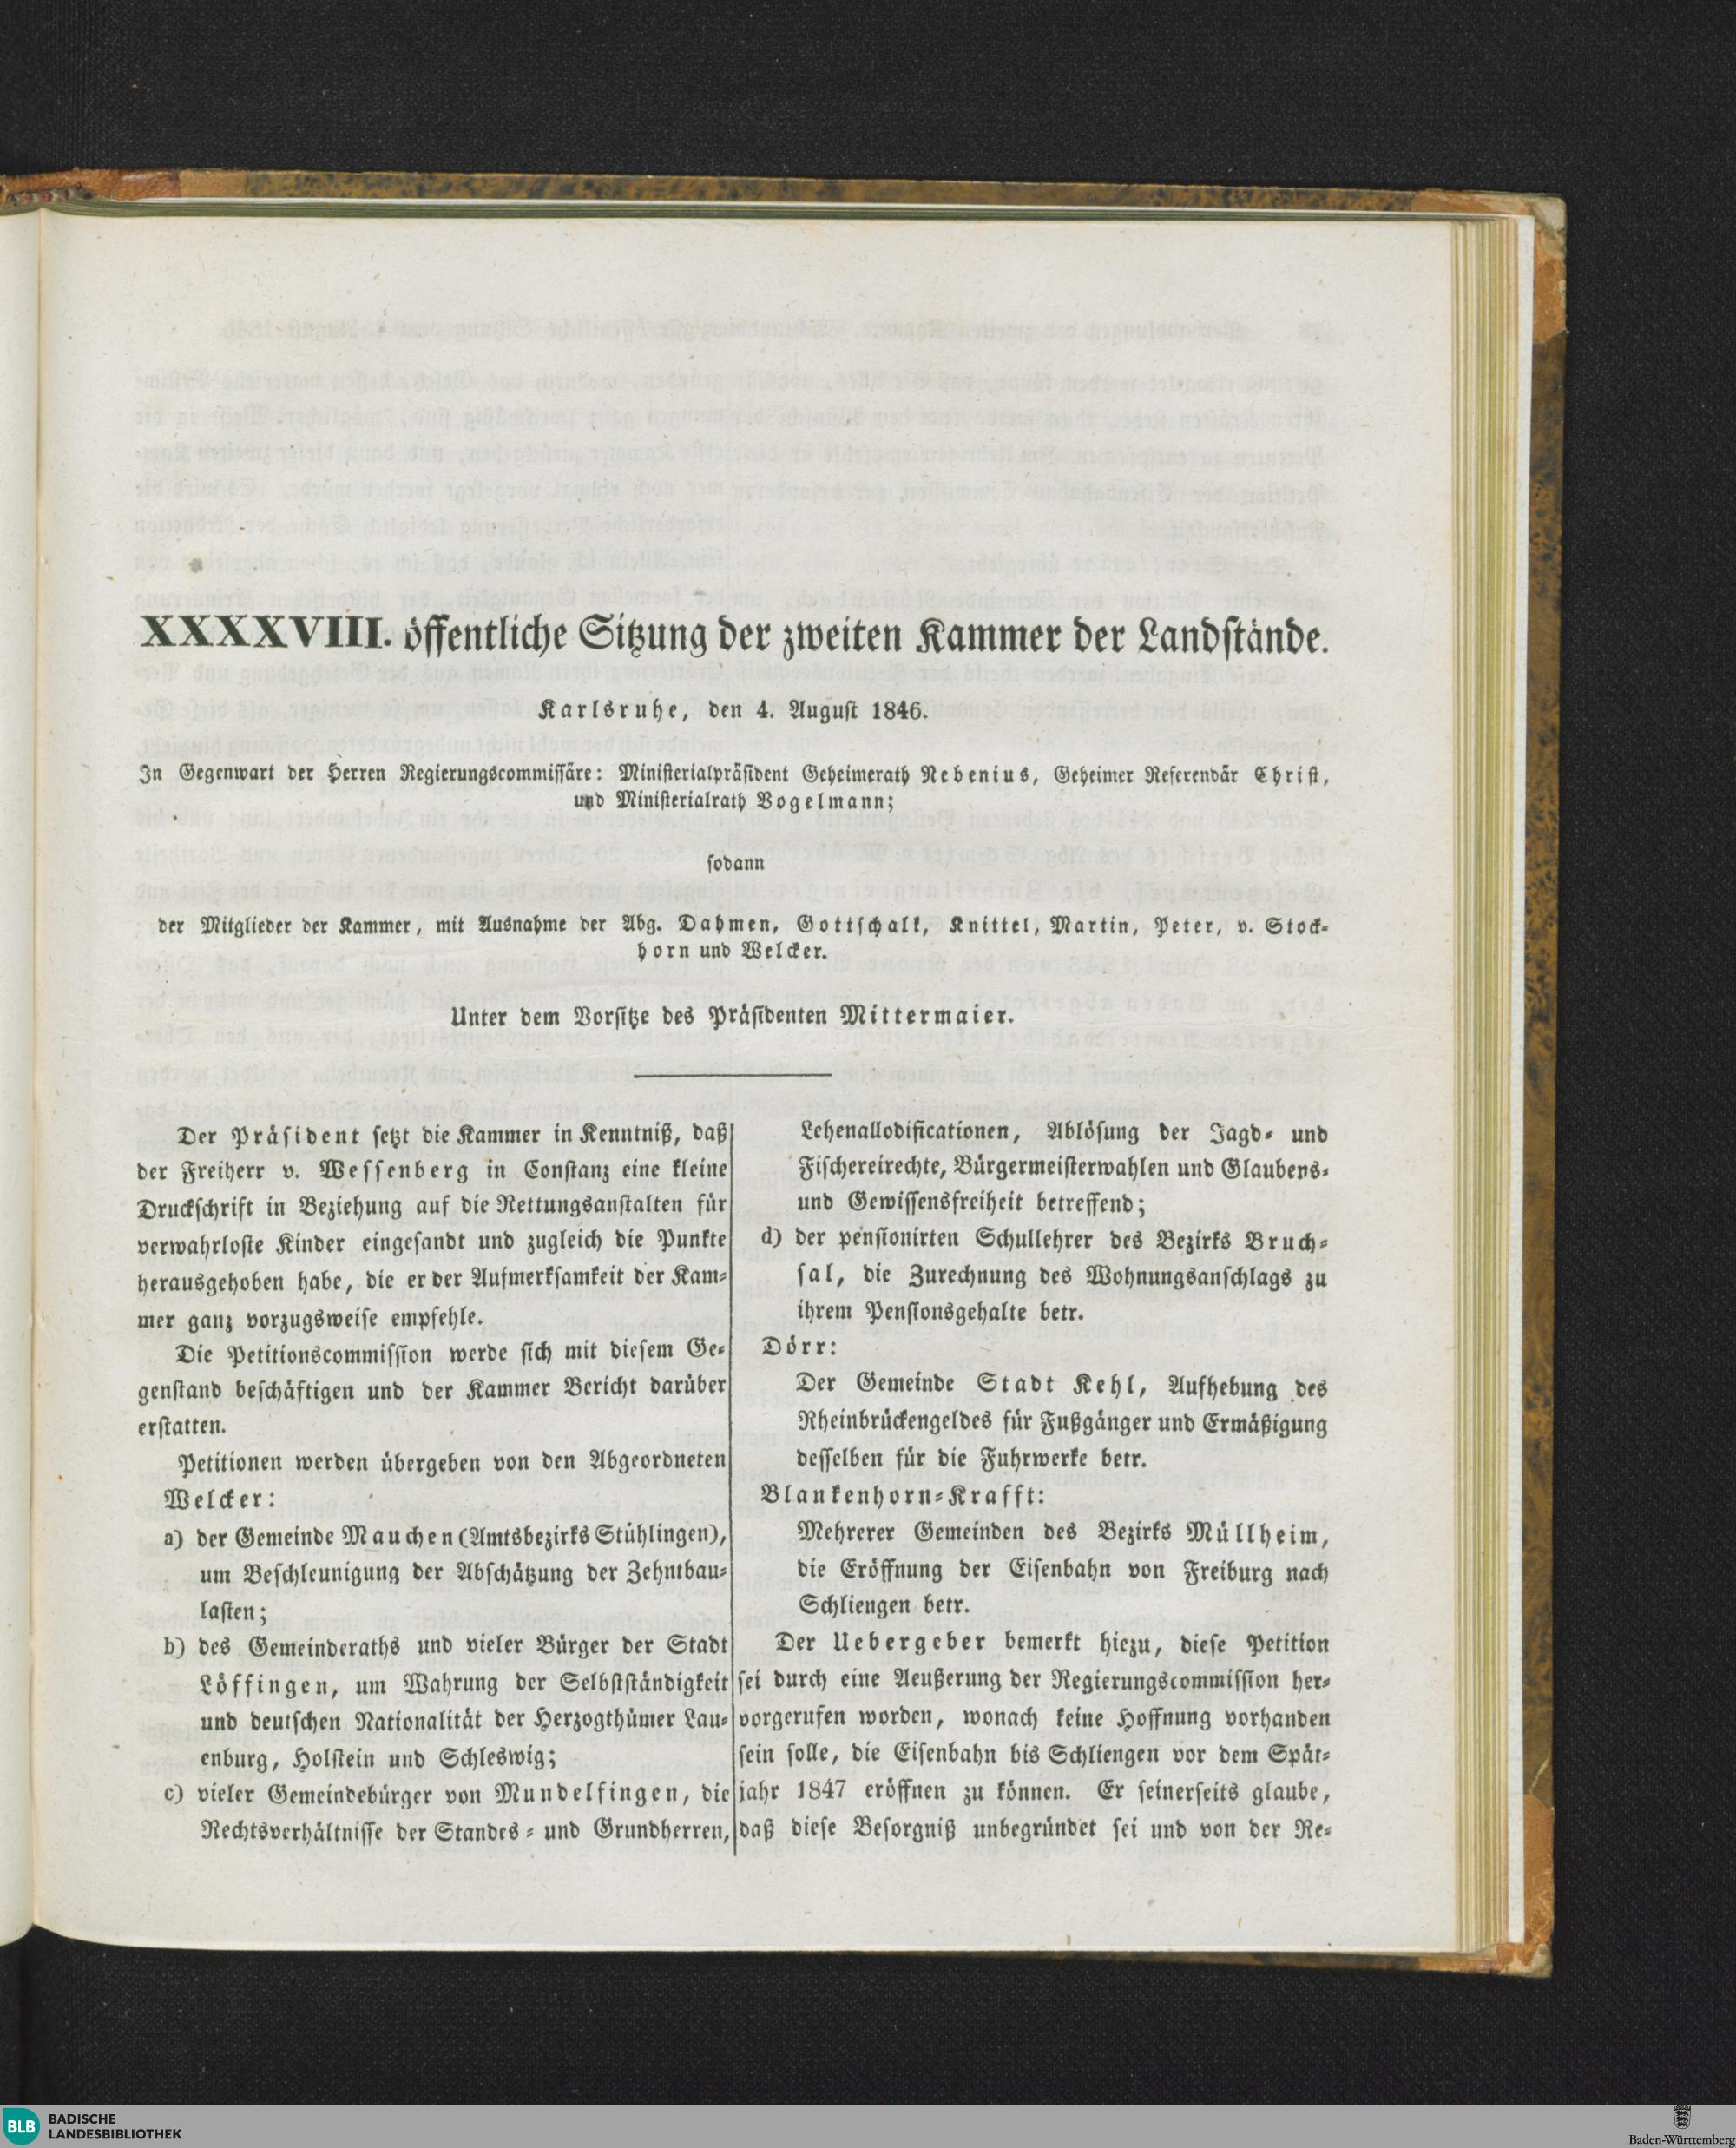 XXXXVIII. öffentliche Sitzung der zweiten Kammer der Landstände.
Karlsruhe, den 4. August 1846.
In Gegenwart der Herren Regierungscommissäre: Ministerialpräsident Geheimerath Nebenius, Geheimer Referendär Christ,
und Ministerialrath Vogelmann;
sodann
der Mitglieder der Kammer, mit Ausnahme der Abg. Dahmen, Gottschalk, Knittel, Martin, Peter, v. Stock-
horn und Welcker.
Unter dem Vorsitze des Präsidenten Mittermaier.
Der Präsident setzt die Kammer in Kenntniß, daß
der Freiherr v. Wessenberg in Constanz eine kleine
Druckschrift in Beziehung auf die Rettungsanstalten für
verwahrloste Kinder eingesandt und zugleich die Punkte
herausgehoben habe, die er der Aufmerksamkeit der Kam-
mer ganz vorzugsweise empfehle.
Die Petitionscommission werde sich mit diesem Ge-
genstand beschäftigen und der Kammer Bericht darüber
erstatten.
Petitionen werden übergeben von den Abgeordneten
Welcker:
a) der Gemeinde Mauchen (Amtsbezirks Stühlingen),
um Beschleunigung der Abschätzung der Zehntbau-
lasten;
b) des Gemeinderaths und vieler Bürger der Stadt
Löffingen, um Wahrung der Selbstständigkeit
und deutschen Nationalität der Herzogthümer Lau-
enburg, Holstein und Schleswig;
c) vieler Gemeindebürger von Mundelfingen, die
Rechtsverhältnisse der Standes- und Grundherren,
Lehenallodificationen, Ablösung der Jagd- und
Fischereirechte, Bürgermeisterwahlen und Glaubens-
und Gewissensfreiheit betreffend;
d) der pensionirten Schullehrer des Bezirks Bruch-
sal, die Zurechnung des Wohnungsanschlags zu
ihrem Pensionsgehalte betr.
Dörr:
Der Gemeinde Stadt Kehl, Aufhebung des
Rheinbrückengeldes für Fußgänger und Ermäßigung
desselben für die Fuhrwerke betr.
Blankenhorn-Krafft:
Mehrerer Gemeinden des Bezirks Müllheim,
die Eröffnung der Eisenbahn von Freiburg nach
Schliengen betr.
Der Uebergeber bemerkt hiezu, diese Petition
sei durch eine Aeußerung der Regierungscommission her-
vorgerufen worden, wonach keine Hoffnung vorhanden
sein solle, die Eisenbahn bis Schliengen vor dem Spät-
jahr 1847 eröffnen zu können. Er seinerseits glaube,
daß diese Besorgniß unbegründet sei und von der Re-
BLB BADISCHE
LANDESBIBLIOTHEK
Baden-Württemberg